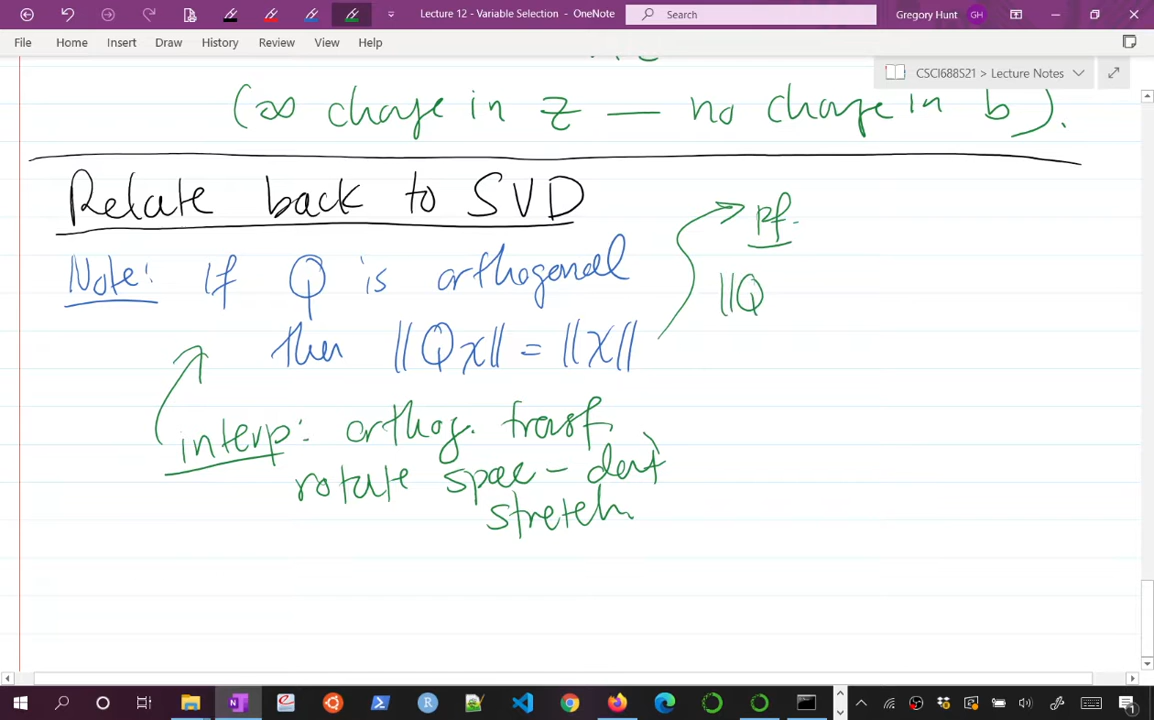 Lecture 12 - Variable Selection - OneNote
Search
Gregory Hunt GH
File Home Insert Draw History Review View Help
CSCI688S21 > Lecture Notes
(∞ change in z — no change in b).
Relate back to SVD
Note: If Q is orthogonal
then ||Qx|| = ||x||
interp: orthog. transf.
rotate space - don't
stretch.
pf.
||Q